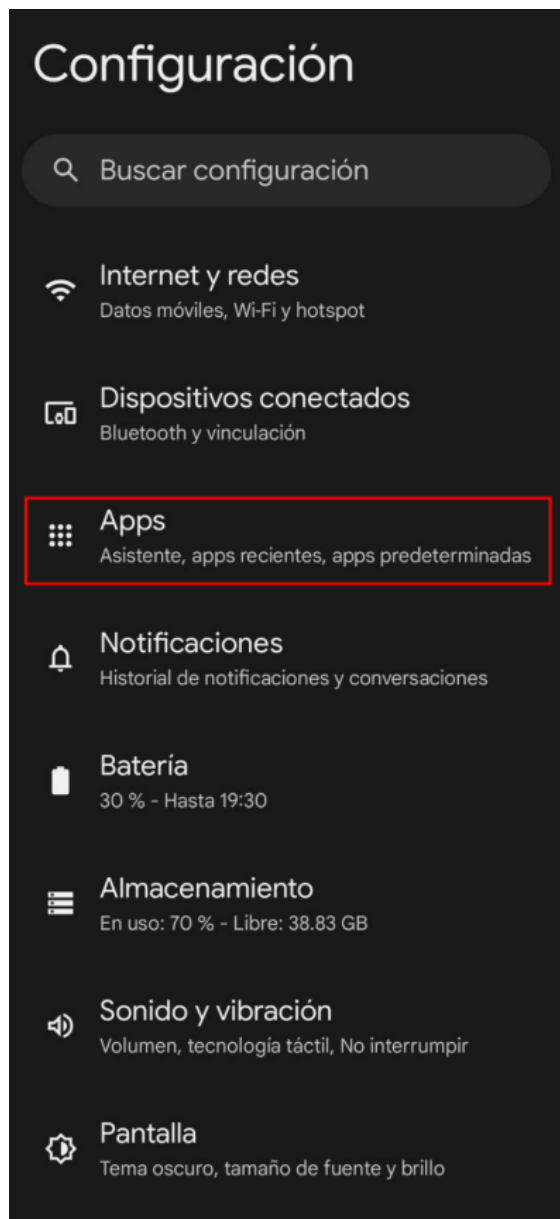 Configuración
Buscar configuración
Internet y redes
Datos móviles, Wi-Fi y hotspot
Dispositivos conectados
Bluetooth y vinculación
Apps
Asistente, apps recientes, apps predeterminadas
Notificaciones
Historial de notificaciones y conversaciones
Batería
30 % - Hasta 19:30
Almacenamiento
En uso: 70 % - Libre: 38.83 GB
Sonido y vibración
Volumen, tecnología táctil, No interrumpir
Pantalla
Tema oscuro, tamaño de fuente y brillo